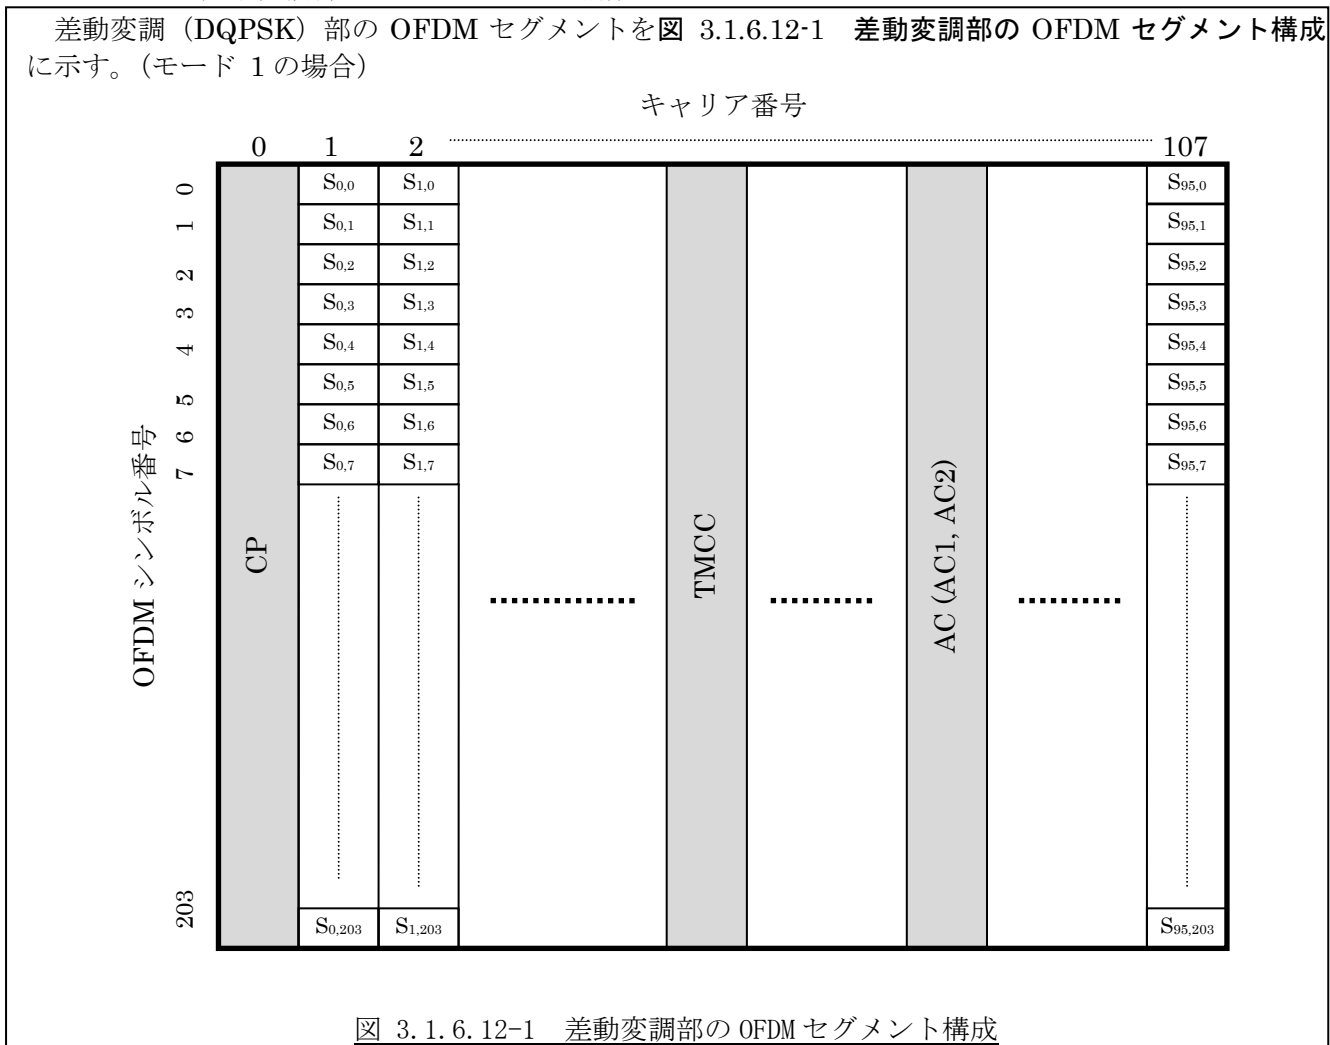 差動変調（DQPSK）部の OFDM セグメントを図 3.1.6.12-1　差動変調部の OFDM セグメント構成
に示す。（モード 1の場合）
キャリア番号
0 1 2 107
OFDM シンボル番号
0 S0,0 S1,0 S95,0
1 S0,1 S1,1 S95,1
2 S0,2 S1,2 S95,2
3 S0,3 S1,3 S95,3
4 S0,4 S1,4 S95,4
5 S0,5 S1,5 S95,5
6 S0,6 S1,6 S95,6
7 S0,7 S1,7 S95,7
CP
TMCC
AC (AC1, AC2)
203 S0,203 S1,203 S95,203
図 3.1.6.12-1　差動変調部の OFDM セグメント構成